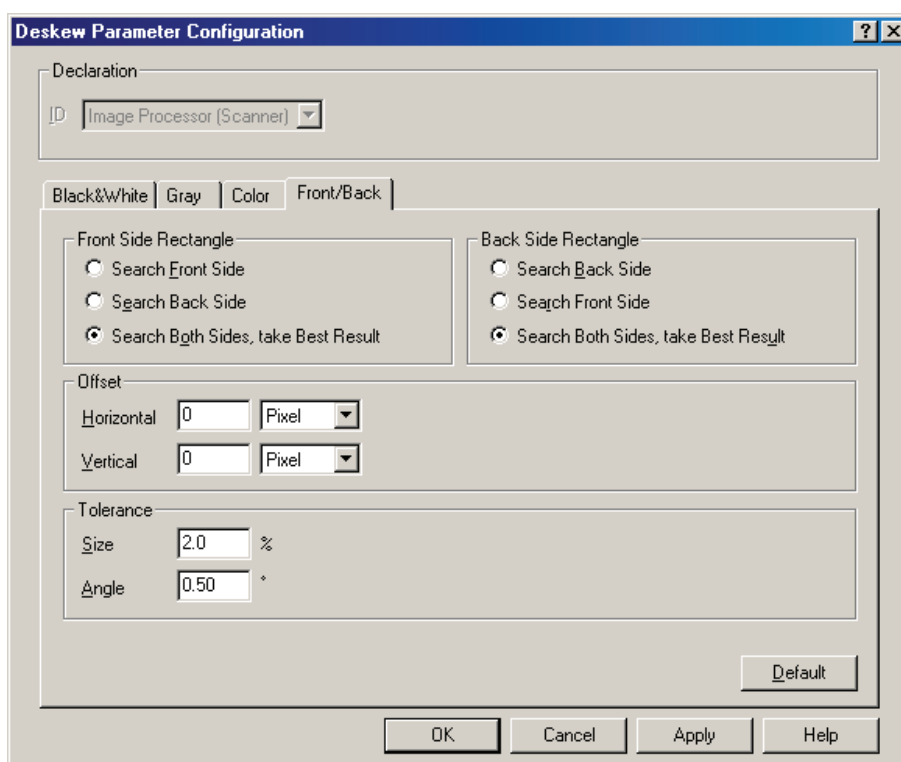 Deskew Parameter Configuration
Declaration
ID Image Processor (Scanner)
Black&White Gray Color Front/Back
Front Side Rectangle
Search Front Side
Search Back Side
Search Both Sides, take Best Result
Back Side Rectangle
Search Back Side
Search Front Side
Search Both Sides, take Best Result
Offset
Horizontal 0 Pixel
Vertical 0 Pixel
Tolerance
Size 2.0 %
Angle 0.50 °
Default
OK Cancel Apply Help